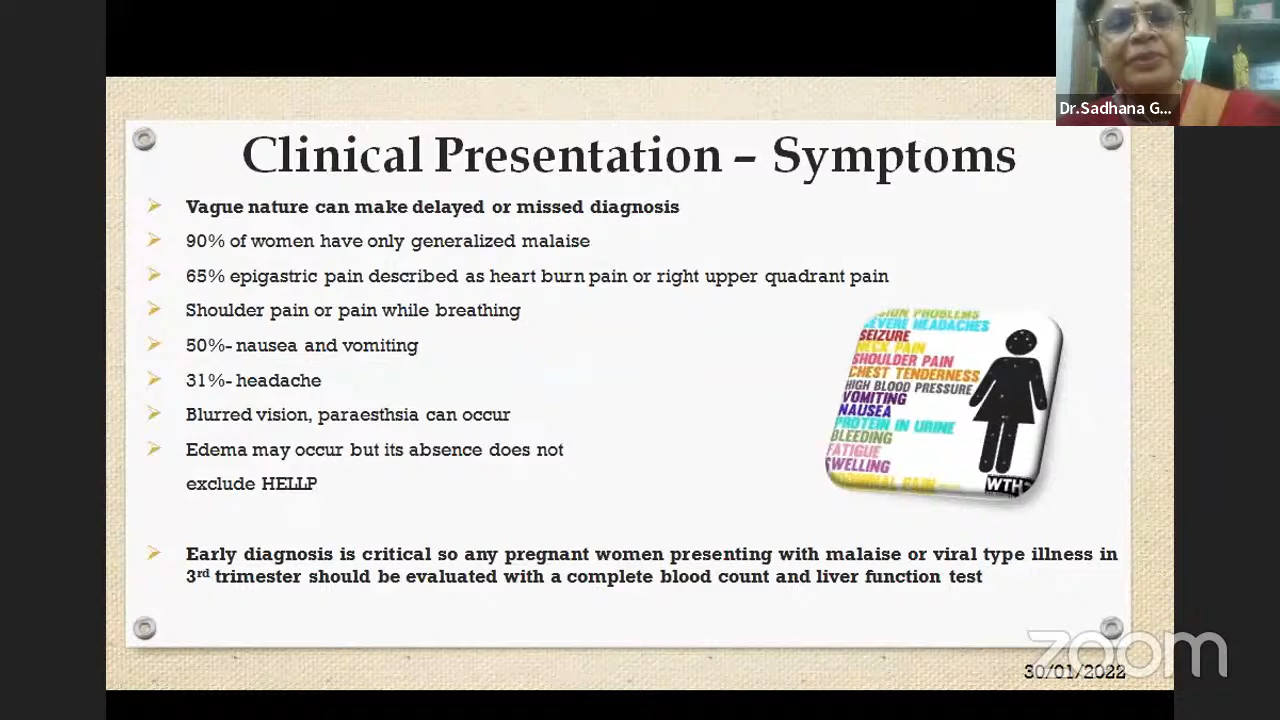 Dr.Sadhana G...
Clinical Presentation – Symptoms
Vague nature can make delayed or missed diagnosis
90% of women have only generalized malaise
65% epigastric pain described as heart burn pain or right upper quadrant pain
Shoulder pain or pain while breathing
50%- nausea and vomiting
31%- headache
Blurred vision, paraesthsia can occur
Edema may occur but its absence does not
exclude HELLP
PROBLEMS
SEVERE HEADACHES
SEIZURE
NECK PAIN
SHOULDER PAIN
CHEST TENDERNESS
HIGH BLOOD PRESSURE
VOMITING
NAUSEA
PROTEIN IN URINE
BLEEDING
FATIGUE
SWELLING
PAIN
WTH
Early diagnosis is critical so any pregnant women presenting with malaise or viral type illness in
3rd trimester should be evaluated with a complete blood count and liver function test
zoom
30/01/2022